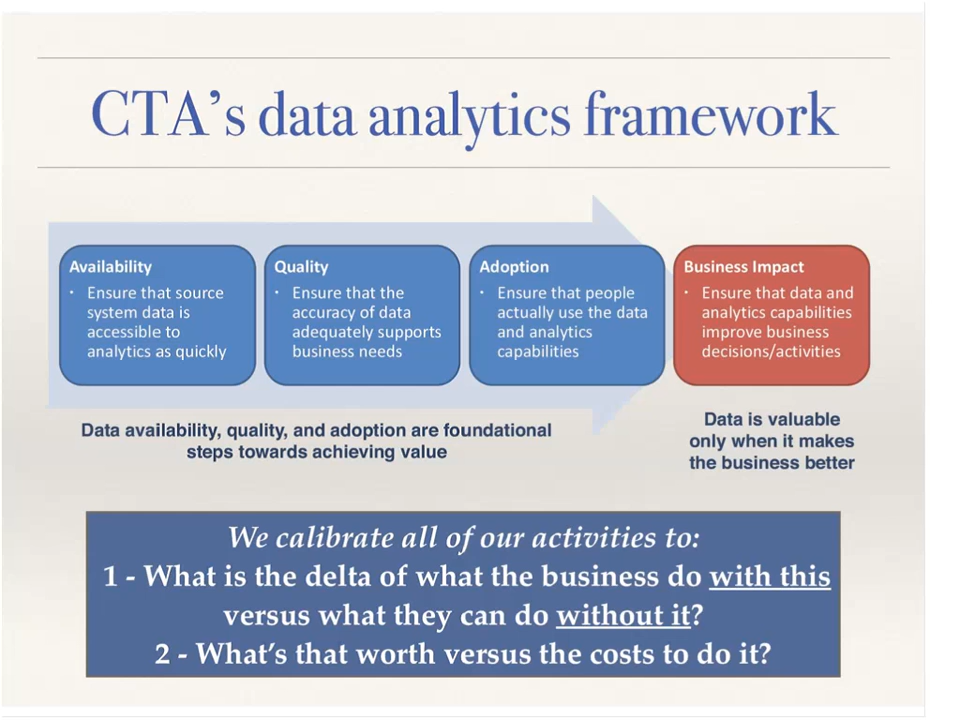 CTA's data analytics framework
Availability
· Ensure that source
system data is
accessible to
analytics as quickly
Quality
· Ensure that the
accuracy of data
adequately supports
business needs
Adoption
· Ensure that people
actually use the data
and analytics
capabilities
Business Impact
· Ensure that data and
analytics capabilities
improve business
decisions/activities
Data availability, quality, and adoption are foundational
steps towards achieving value
Data is valuable
only when it makes
the business better
We calibrate all of our activities to:
1 - What is the delta of what the business do with this
versus what they can do without it?
2 - What's that worth versus the costs to do it?